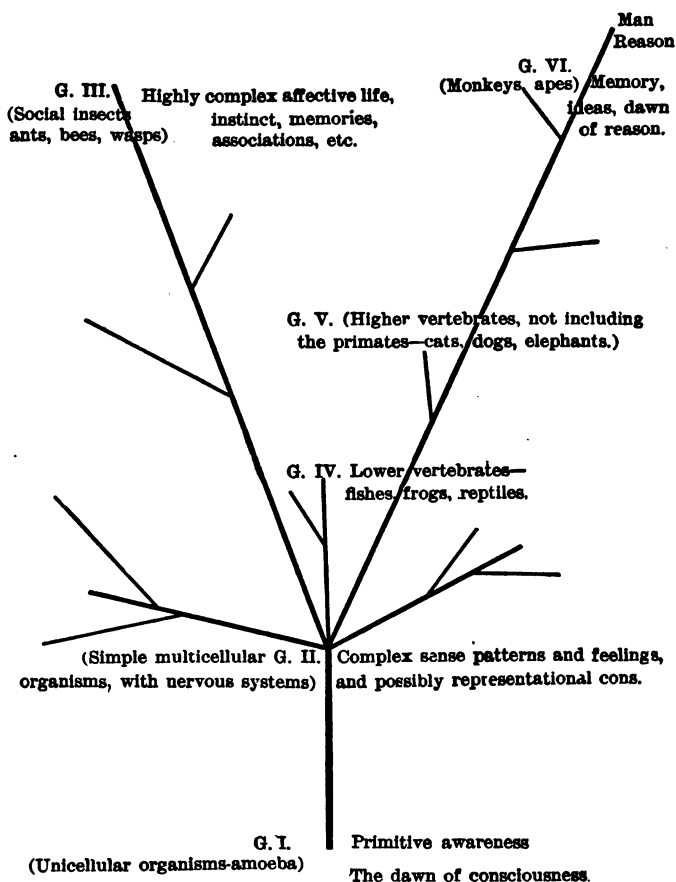 Man
Reason
G. VI.
(Monkeys, apes)
Memory,
ideas, dawn
of reason.
G. III.
(Social insects
ants, bees, wasps)
Highly complex affective life,
instinct, memories,
associations, etc.
G. V. (Higher vertebrates, not including
the primates—cats, dogs, elephants.)
G. IV. Lower vertebrates—
fishes, frogs, reptiles.
(Simple multicellular G. II.
organisms, with nervous systems)
Complex sense patterns and feelings,
and possibly representational cons.
G. I.
(Unicellular organisms-amoeba)
Primitive awareness
The dawn of consciousness.